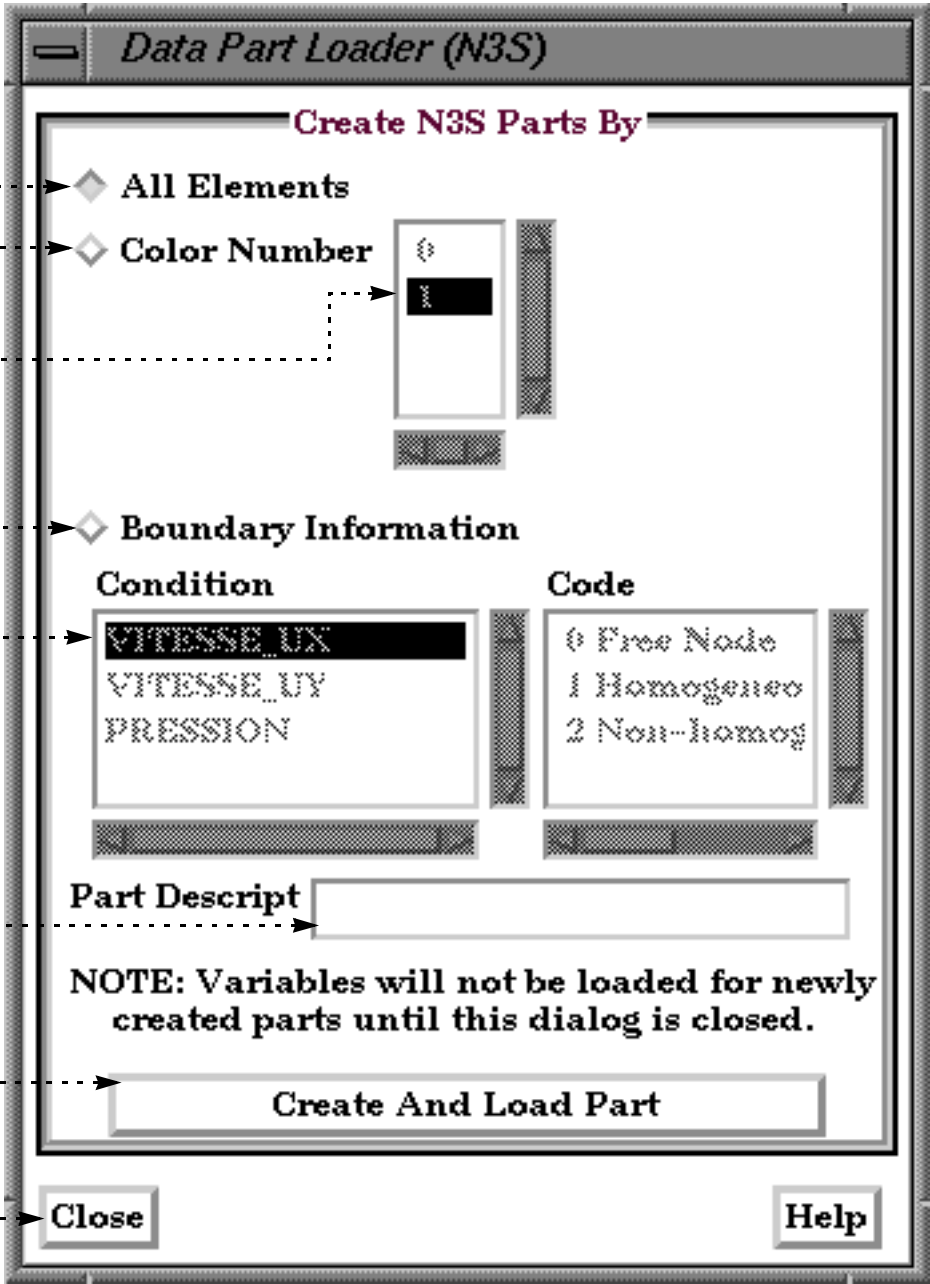 Data Part Loader (N3S)
Create N3S Parts By
All Elements
Color Number
0
1
Boundary Information
Condition
Code
VITESSE_UX
VITESSE_UY
PRESSION
0 Free Node
1 Homogeneo
2 Non-homog
Part Descript
NOTE: Variables will not be loaded for newly
created parts until this dialog is closed.
Create And Load Part
Close
Help